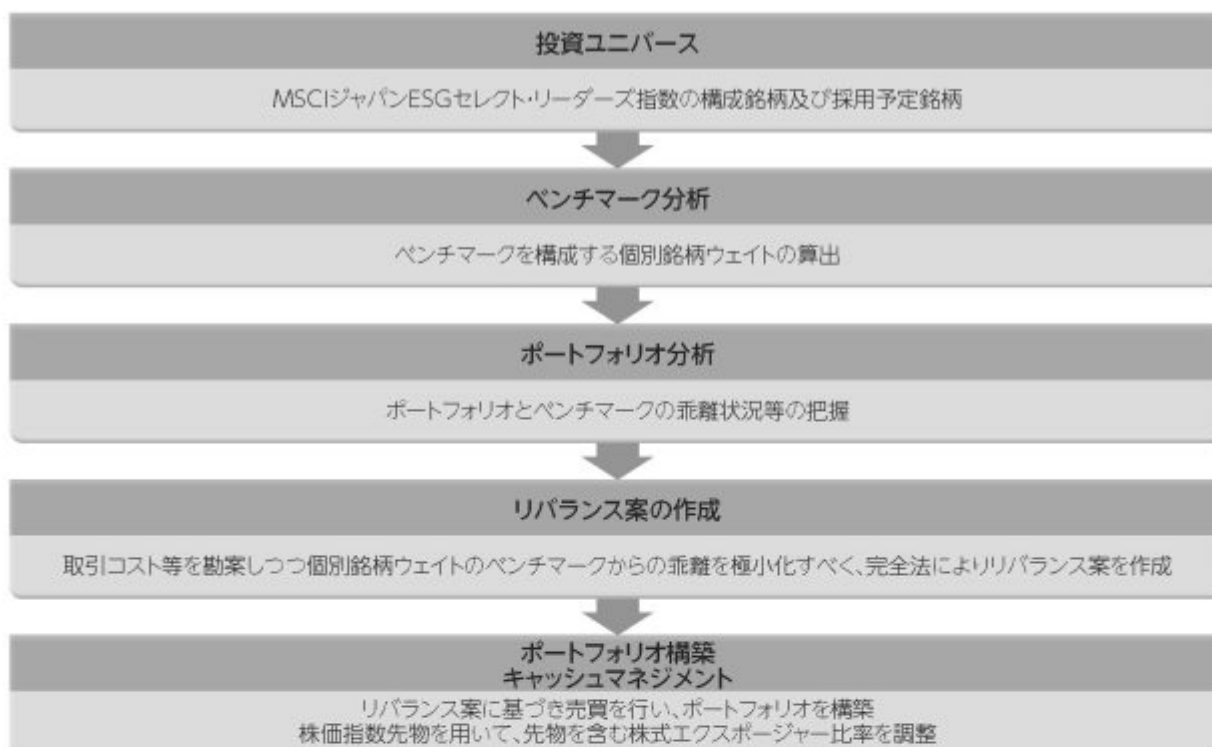 投資ユニバース
MSCIジャパンESGセレクト・リーダーズ指数の構成銘柄及び採用予定銘柄
ベンチマーク分析
ベンチマークを構成する個別銘柄ウェイトの算出
ポートフォリオ分析
ポートフォリオとベンチマークの乖離状況等の把握
リバランス案の作成
取引コスト等を勘案しつつ個別銘柄ウェイトのベンチマークからの乖離を極小化すべく、完全法によりリバランス案を作成
ポートフォリオ構築
キャッシュマネジメント
リバランス案に基づき売買を行い、ポートフォリオを構築
株価指数先物を用いて、先物を含む株式エクスポージャー比率を調整